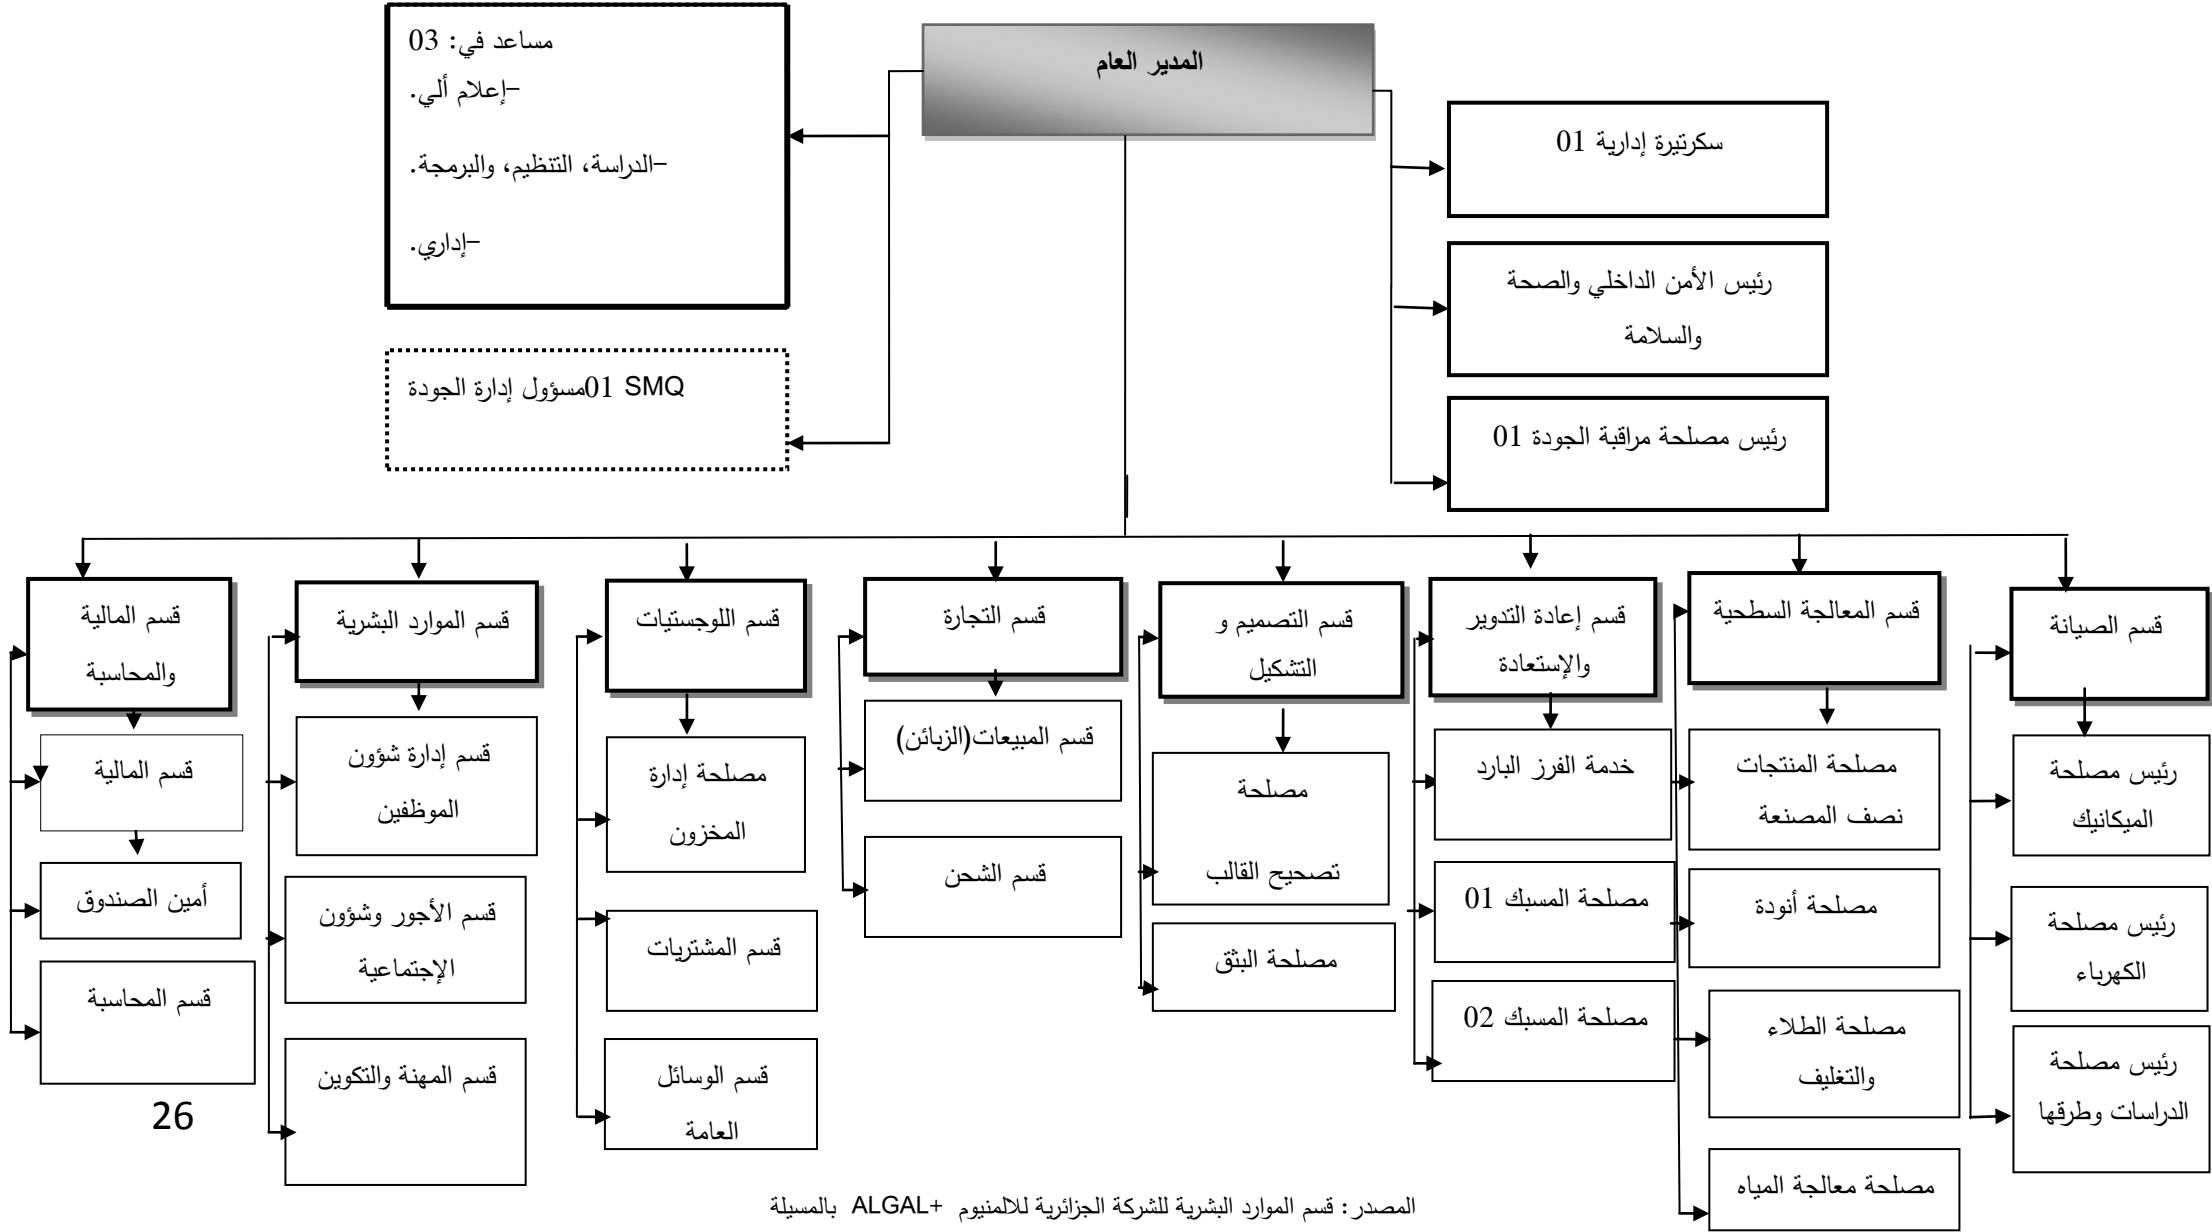 المدير العام
مساعد في: 03
-إعلام ألي.
-الدراسة، التنظيم، والبرمجة.
-إداري.
SMQ 01مسؤول إدارة الجودة
سكرتيرة إدارية 01
رئيس الأمن الداخلي والصحة
والسلامة
رئيس مصلحة مراقبة الجودة 01
قسم الصيانة
رئيس مصلحة
الميكانيك
رئيس مصلحة
الكهرباء
رئيس مصلحة
الدراسات وطرقها
قسم المعالجة السطحية
مصلحة المنتجات
نصف المصنعة
مصلحة أنودة
مصلحة الطلاء
والتغليف
مصلحة معالجة المياه
قسم إعادة التدوير
والإستعادة
خدمة الفرز البارد
مصلحة المسبك 01
مصلحة المسبك 02
قسم التصميم و
التشكيل
مصلحة
تصحيح القالب
مصلحة البثق
قسم التجارة
قسم المبيعات(الزبائن)
قسم الشحن
قسم اللوجستيات
مصلحة إدارة
المخزون
قسم المشتريات
قسم الوسائل
العامة
قسم الموارد البشرية
قسم إدارة شؤون
الموظفين
قسم الأجور وشؤون
الإجتماعية
قسم المهنة والتكوين
قسم المالية
والمحاسبة
قسم المالية
أمين الصندوق
قسم المحاسبة
26
المصدر: قسم الموارد البشرية للشركة الجزائرية للالمنيوم ALGAL+ بالمسيلة